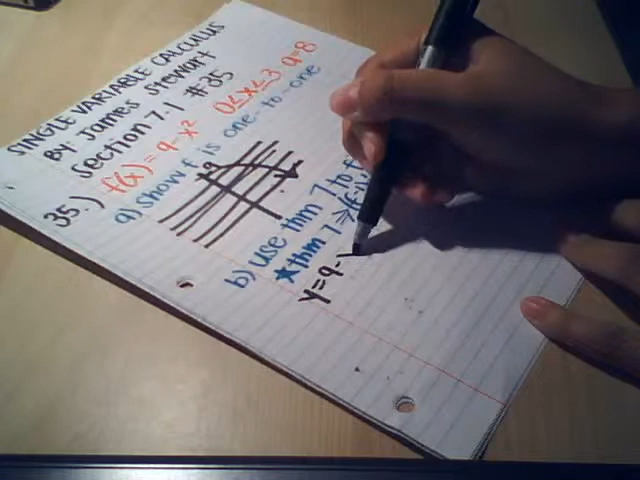 SINGLE VARIABLE CALCULUS
BY: James Stewart
Section 7.1 #35
35.) f(x) = 9 - x² 0≤x≤3 a=8
a) Show f is one-to-one
9
b) use thm 7 to f
★thm 7 ⇒
y=9-